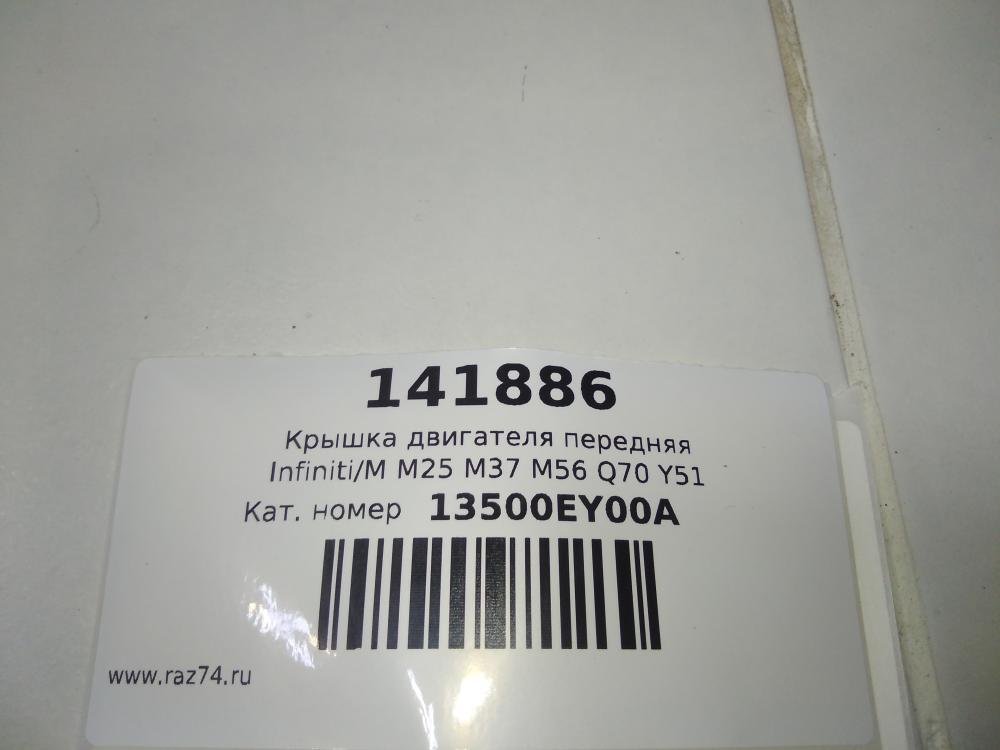 141886
Крышка двигателя передняя
Infiniti/M M25 M37 M56 Q70 Y51
Кат. номер 13500EY00A
www.raz74.ru